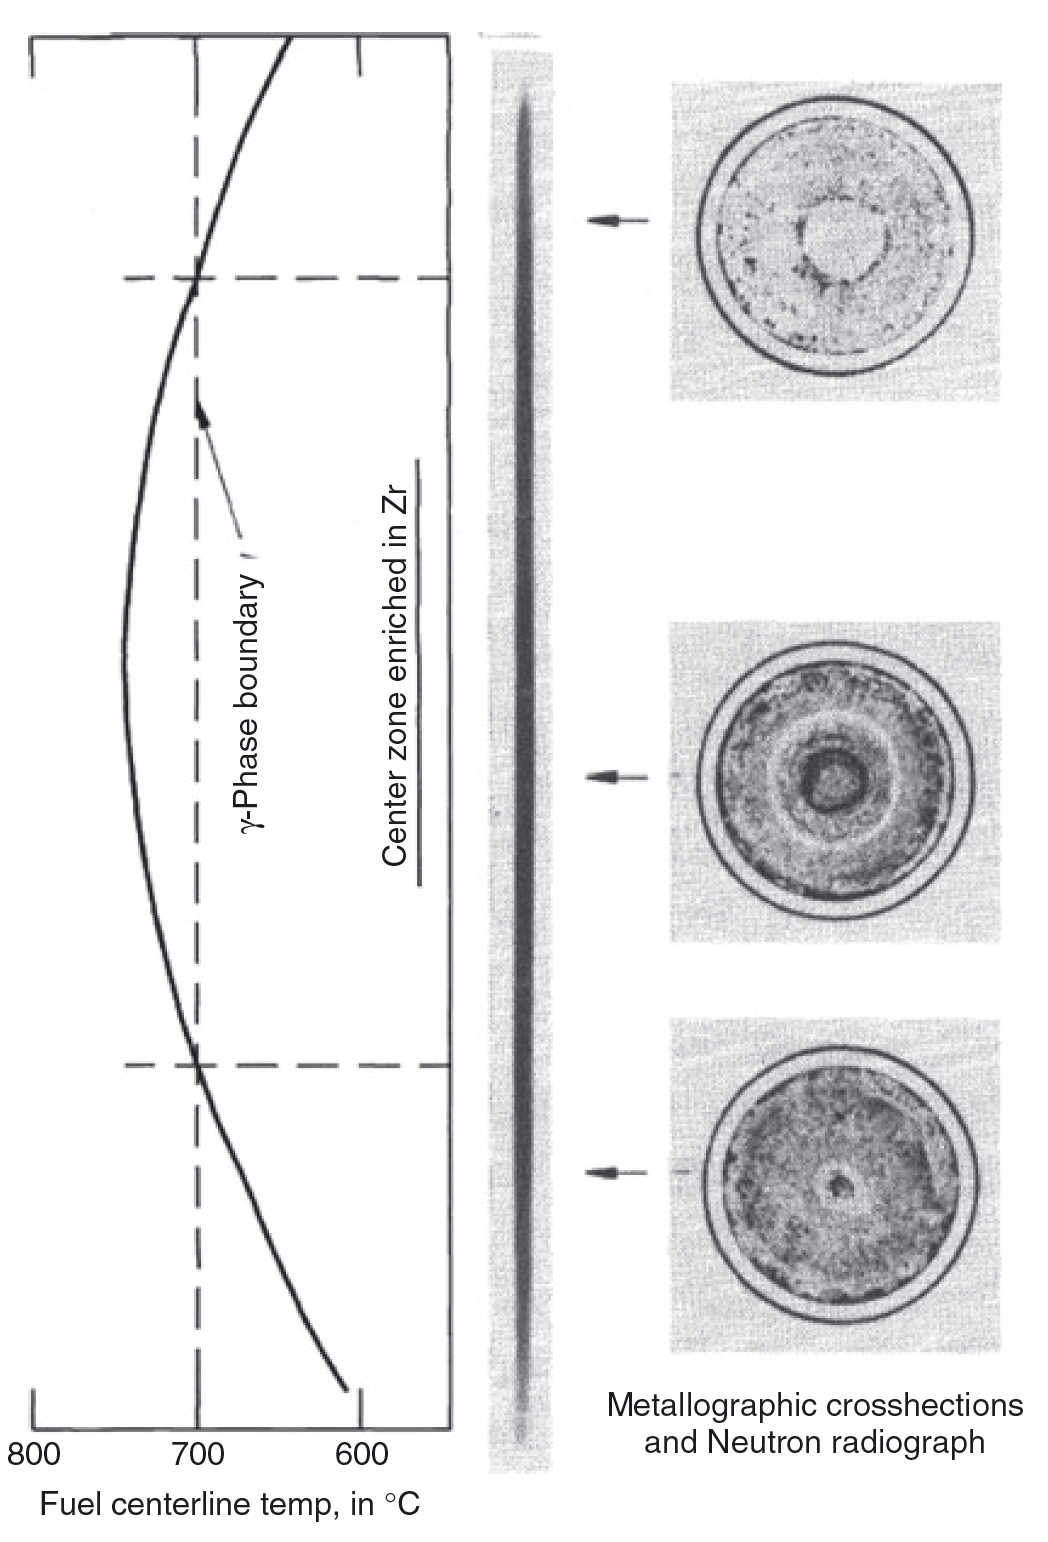 γ-Phase boundary
Center zone enriched in Zr
800
700
600
Fuel centerline temp, in °C
Metallographic crosshections
and Neutron radiograph